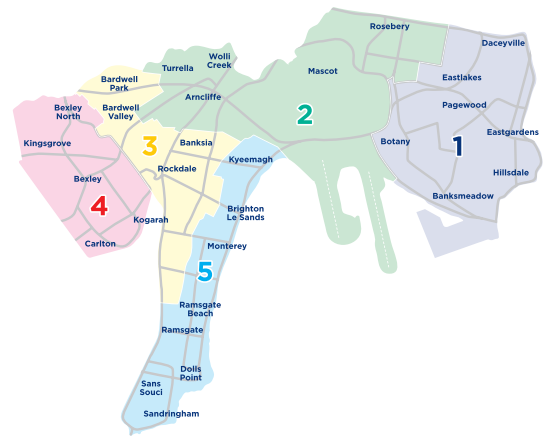 Rosebery
Daceyville
Wolli
Creek
Turrella
Mascot
Bardwell
Park
Eastlakes
Arncliffe
Pagewood
Bexley
North
Bardwell
Valley
2
Eastgardens
Kingsgrove
3
Banksia
Botany
1
Kyeemagh
Rockdale
Hillsdale
Bexley
Banksmeadow
4
Brighton
Le Sands
Kogarah
Carlton
Monterey
5
Ramsgate
Beach
Ramsgate
Dolls
Point
Sans
Souci
Sandringham